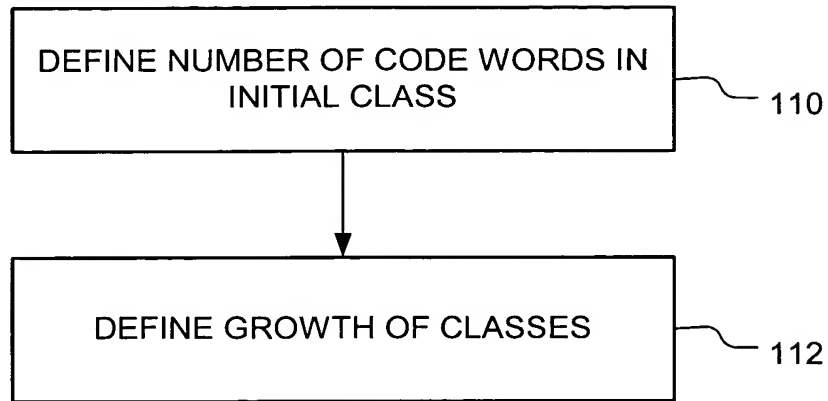 DEFINE NUMBER OF CODE WORDS IN
INITIAL CLASS
110
DEFINE GROWTH OF CLASSES
112